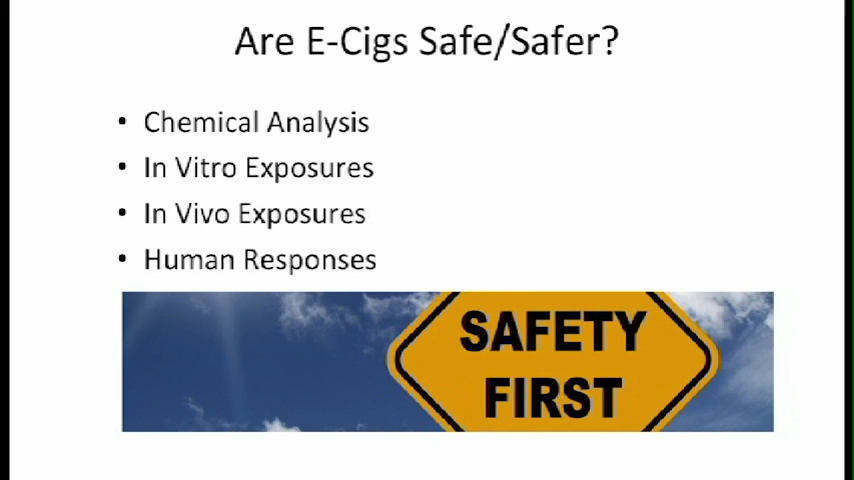 Are E-Cigs Safe/Safer?
• Chemical Analysis
• In Vitro Exposures
• In Vivo Exposures
• Human Responses
SAFETY
FIRST